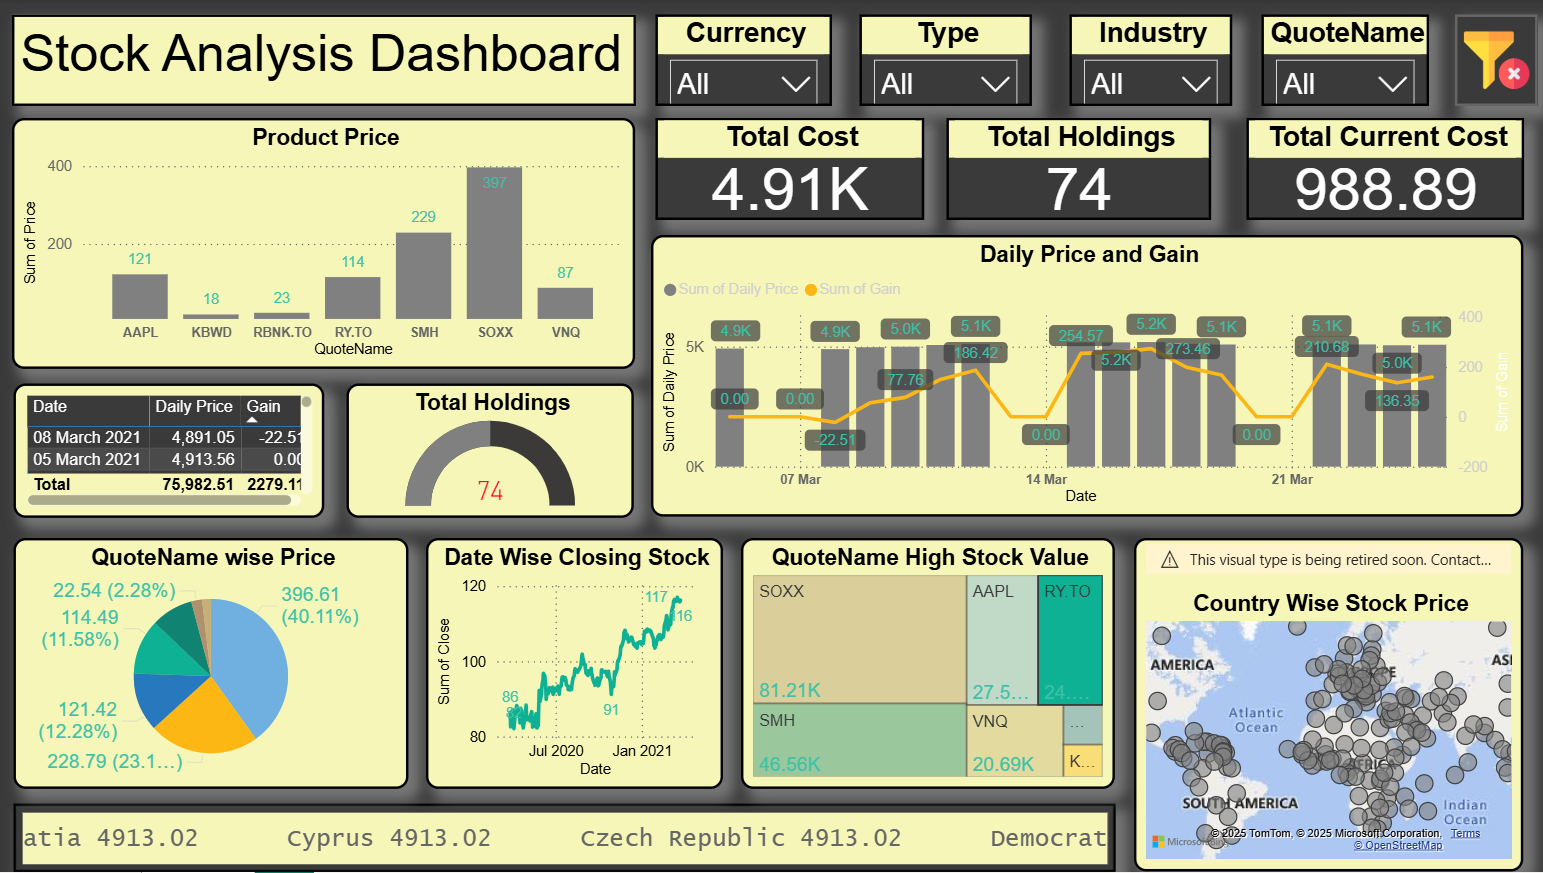 Stock Analysis Dashboard
Currency
All
Type
All
Industry
All
QuoteName
All
Product Price
Sum of Price
400
200
121
18
23
114
229
397
87
AAPL KBWD RBNK.TO RY.TO SMH SOXX VNQ
QuoteName
Total Cost
4.91K
Total Holdings
74
Total Current Cost
988.89
Daily Price and Gain
Sum of Daily Price Sum of Gain
Sum of Daily Price
5K
0K
400
200
0
-200
Sum of Gain
4.9K 4.9K 5.0K 5.1K 5.2K 5.1K 5.1K 5.1K
254.57
186.42
5.2K
273.46
210.68
5.0K
77.76
0.00 0.00
136.35
-22.51
0.00
0.00
07 Mar 14 Mar 21 Mar
Date
Date Daily Price Gain
08 March 2021 4,891.05 -22.51
05 March 2021 4,913.56 0.00
Total 75,982.51 2279.11
Total Holdings
74
QuoteName wise Price
22.54 (2.28%)
396.61
(40.11%)
114.49
(11.58%)
121.42
(12.28%)
228.79 (23.1...)
Date Wise Closing Stock
Sum of Close
120
100
80
117
116
86
91
Jul 2020 Jan 2021
Date
QuoteName High Stock Value
SOXX
81.21K
AAPL
27.5...
RY.TO
24....
SMH
46.56K
VNQ
20.69K
...
K...
This visual type is being retired soon. Contact...
Country Wise Stock Price
AMERICA
ASI
Atlantic
Ocean
AFRICA
SOUTH AMERICA
Indian
Ocean
© 2025 TomTom, © 2025 Microsoft Corporation, Terms
© OpenStreetMap
atia 4913.02 Cyprus 4913.02 Czech Republic 4913.02 Democrat